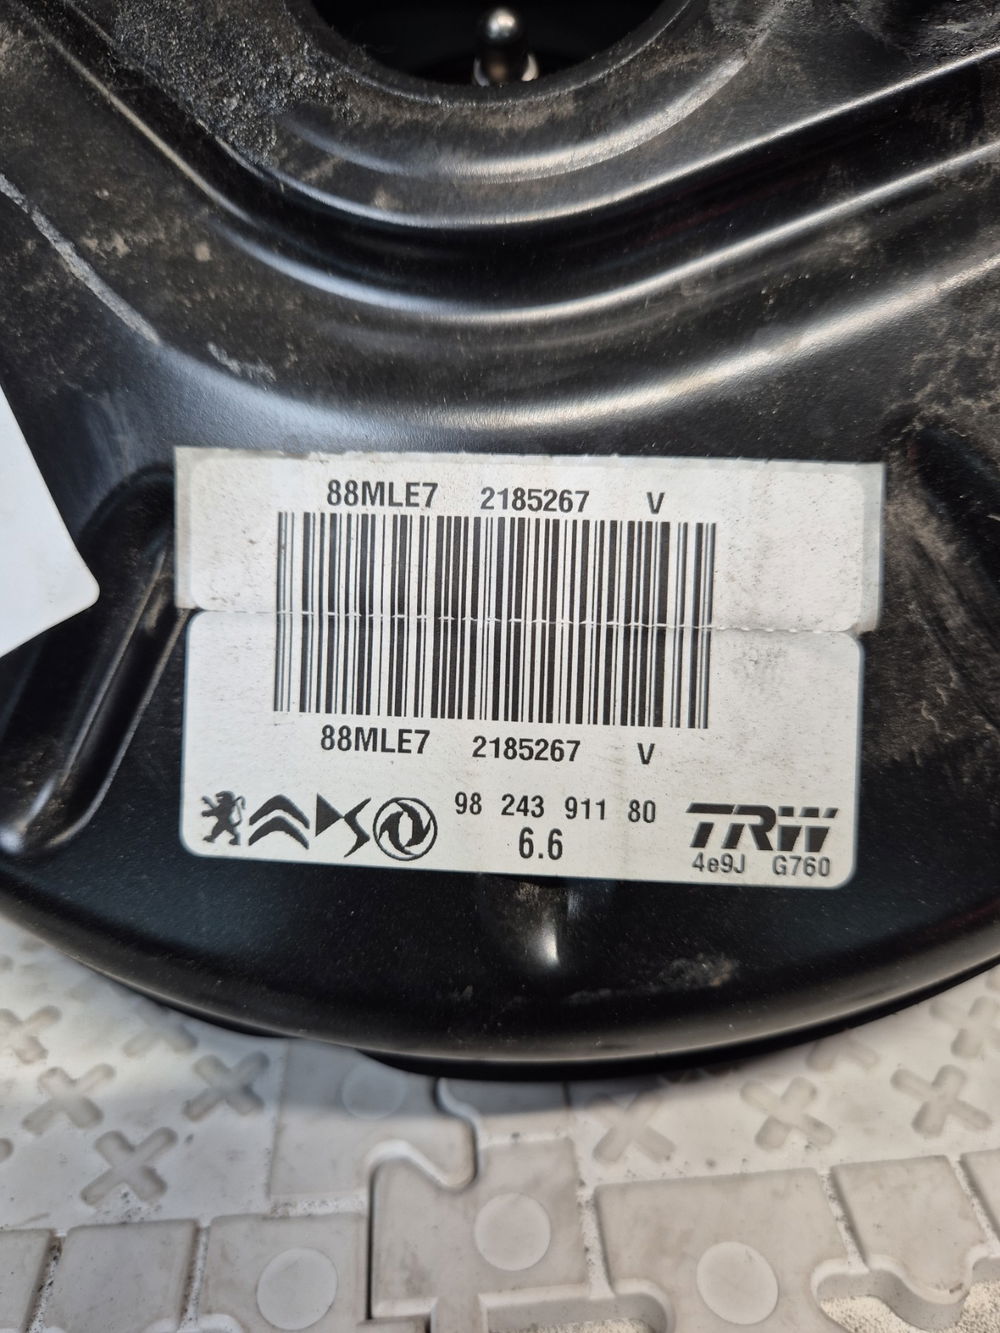 88MLE7 2185267 V
88MLE7 2185267 V
98 243 911 80
6.6
TRW
4e9J G760